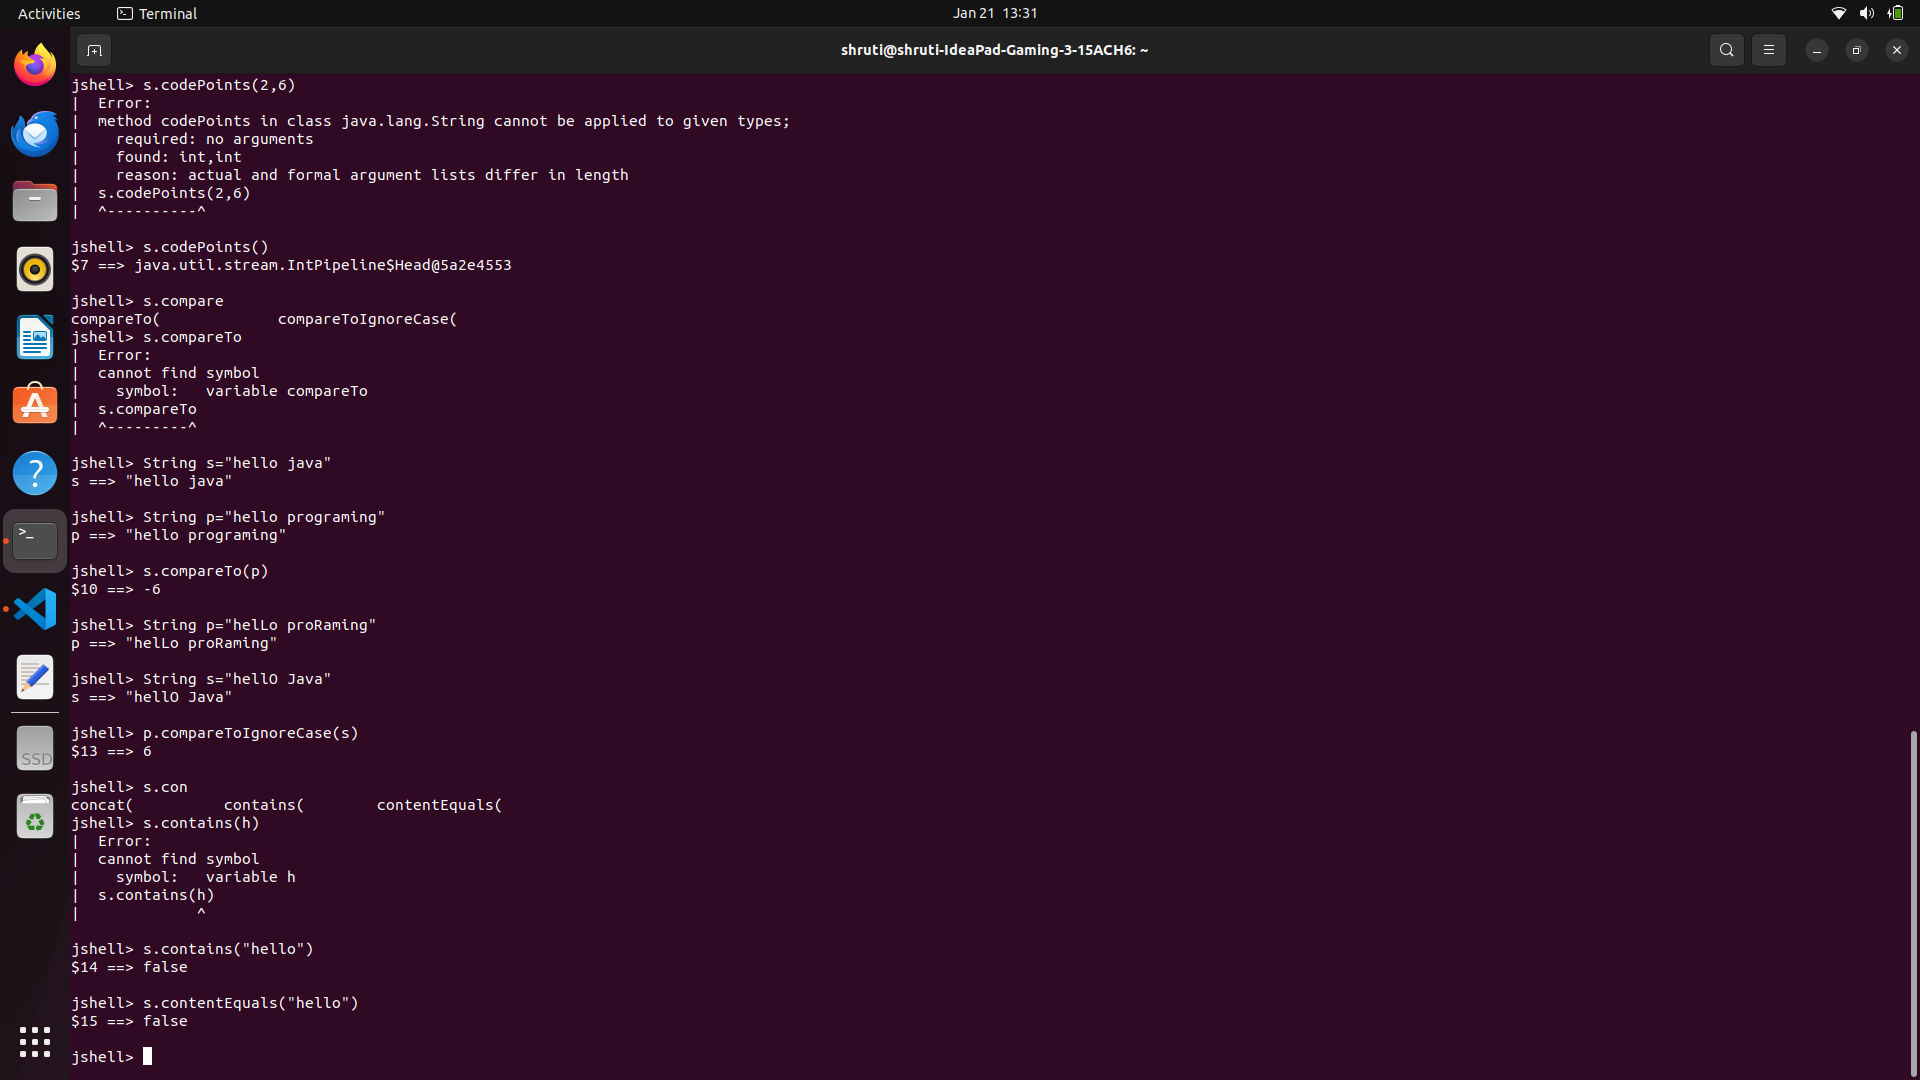 Activities
Terminal
Jan 21 13:31
shruti@shruti-IdeaPad-Gaming-3-15ACH6: ~
jshell> s.codePoints(2,6)
|  Error:
|  method codePoints in class java.lang.String cannot be applied to given types;
|    required: no arguments
|    found: int,int
|    reason: actual and formal argument lists differ in length
|  s.codePoints(2,6)
|  ^----------^
jshell> s.codePoints()
$7 ==> java.util.stream.IntPipeline$Head@5a2e4553
jshell> s.compare
compareTo(             compareToIgnoreCase(
jshell> s.compareTo
|  Error:
|  cannot find symbol
|    symbol:   variable compareTo
|  s.compareTo
|  ^---------^
jshell> String s="hello java"
s ==> "hello java"
jshell> String p="hello programing"
p ==> "hello programing"
jshell> s.compareTo(p)
$10 ==> -6
jshell> String p="helLo proRaming"
p ==> "helLo proRaming"
jshell> String s="hellO Java"
s ==> "hellO Java"
jshell> p.compareToIgnoreCase(s)
$13 ==> 6
jshell> s.con
concat(          contains(        contentEquals(
jshell> s.contains(h)
|  Error:
|  cannot find symbol
|    symbol:   variable h
|  s.contains(h)
|             ^
jshell> s.contains("hello")
$14 ==> false
jshell> s.contentEquals("hello")
$15 ==> false
jshell>
>_
SSD